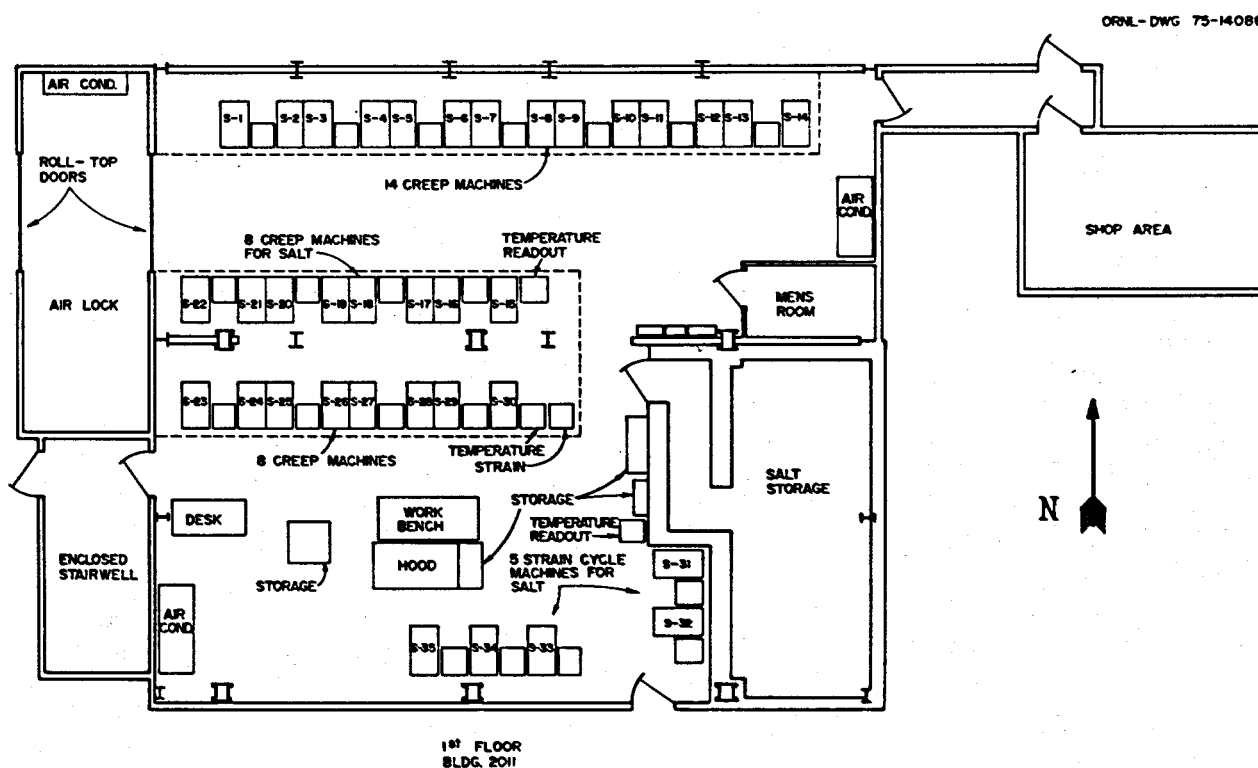 ORNL-DWG 75-1408
AIR COND.
S-1 S-2 S-3 S-4 S-5 S-6 S-7 S-8 S-9 S-10 S-11 S-12 S-13 S-14
ROLL-TOP
DOORS
14 CREEP MACHINES
AIR
COND.
SHOP AREA
8 CREEP MACHINES
FOR SALT
TEMPERATURE
READOUT
AIR LOCK
S-22 S-21 S-20 S-19 S-18 S-17 S-16 S-15
MENS
ROOM
S-23 S-24 S-25 S-26 S-27 S-28 S-29 S-30
8 CREEP MACHINES
TEMPERATURE
STRAIN
SALT
STORAGE
N
DESK
WORK
BENCH
STORAGE
TEMPERATURE
READOUT
ENCLOSED
STAIRWELL
STORAGE
HOOD
5 STRAIN CYCLE
MACHINES FOR
SALT
S-31
AIR
COND.
S-32
S-35 S-34 S-33
1st FLOOR
BLDG. 2011